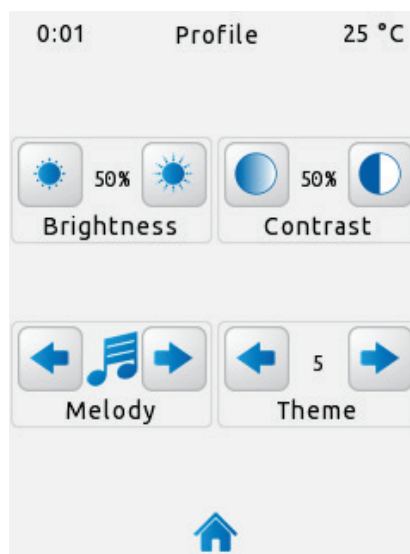 0:01 Profile 25 °C
50% 50%
Brightness Contrast
5
Melody Theme